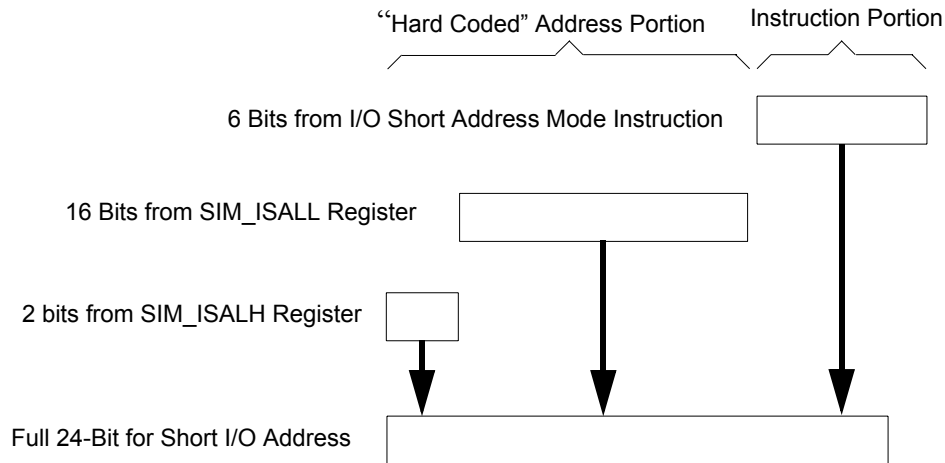 “Hard Coded” Address Portion
Instruction Portion
6 Bits from I/O Short Address Mode Instruction
16 Bits from SIM_ISALL Register
2 bits from SIM_ISALH Register
Full 24-Bit for Short I/O Address